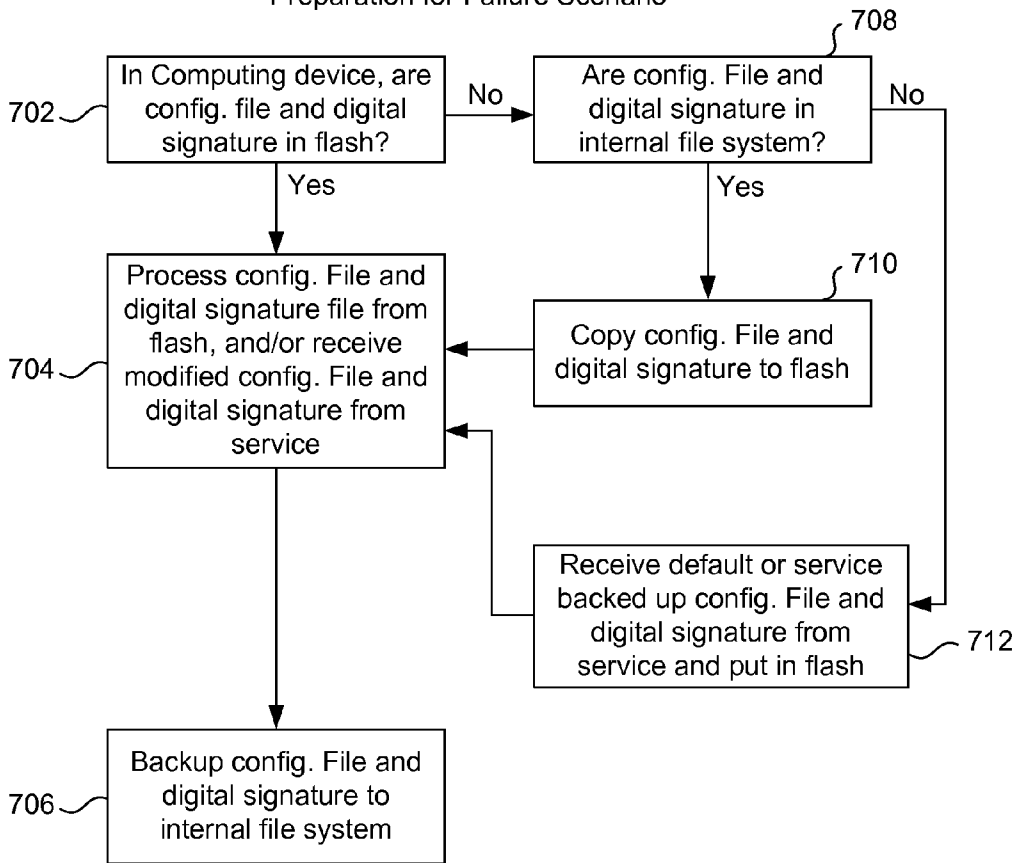 Preparation for Failure Scenario
708
In Computing device, are
config. file and digital
signature in flash?
702
No
Are config. File and
digital signature in
internal file system?
No
Yes
Yes
710
Process config. File and
digital signature file from
flash, and/or receive
modified config. File and
digital signature from
service
704
Copy config. File and
digital signature to flash
Receive default or service
backed up config. File and
digital signature from
service and put in flash
712
Backup config. File and
digital signature to
internal file system
706